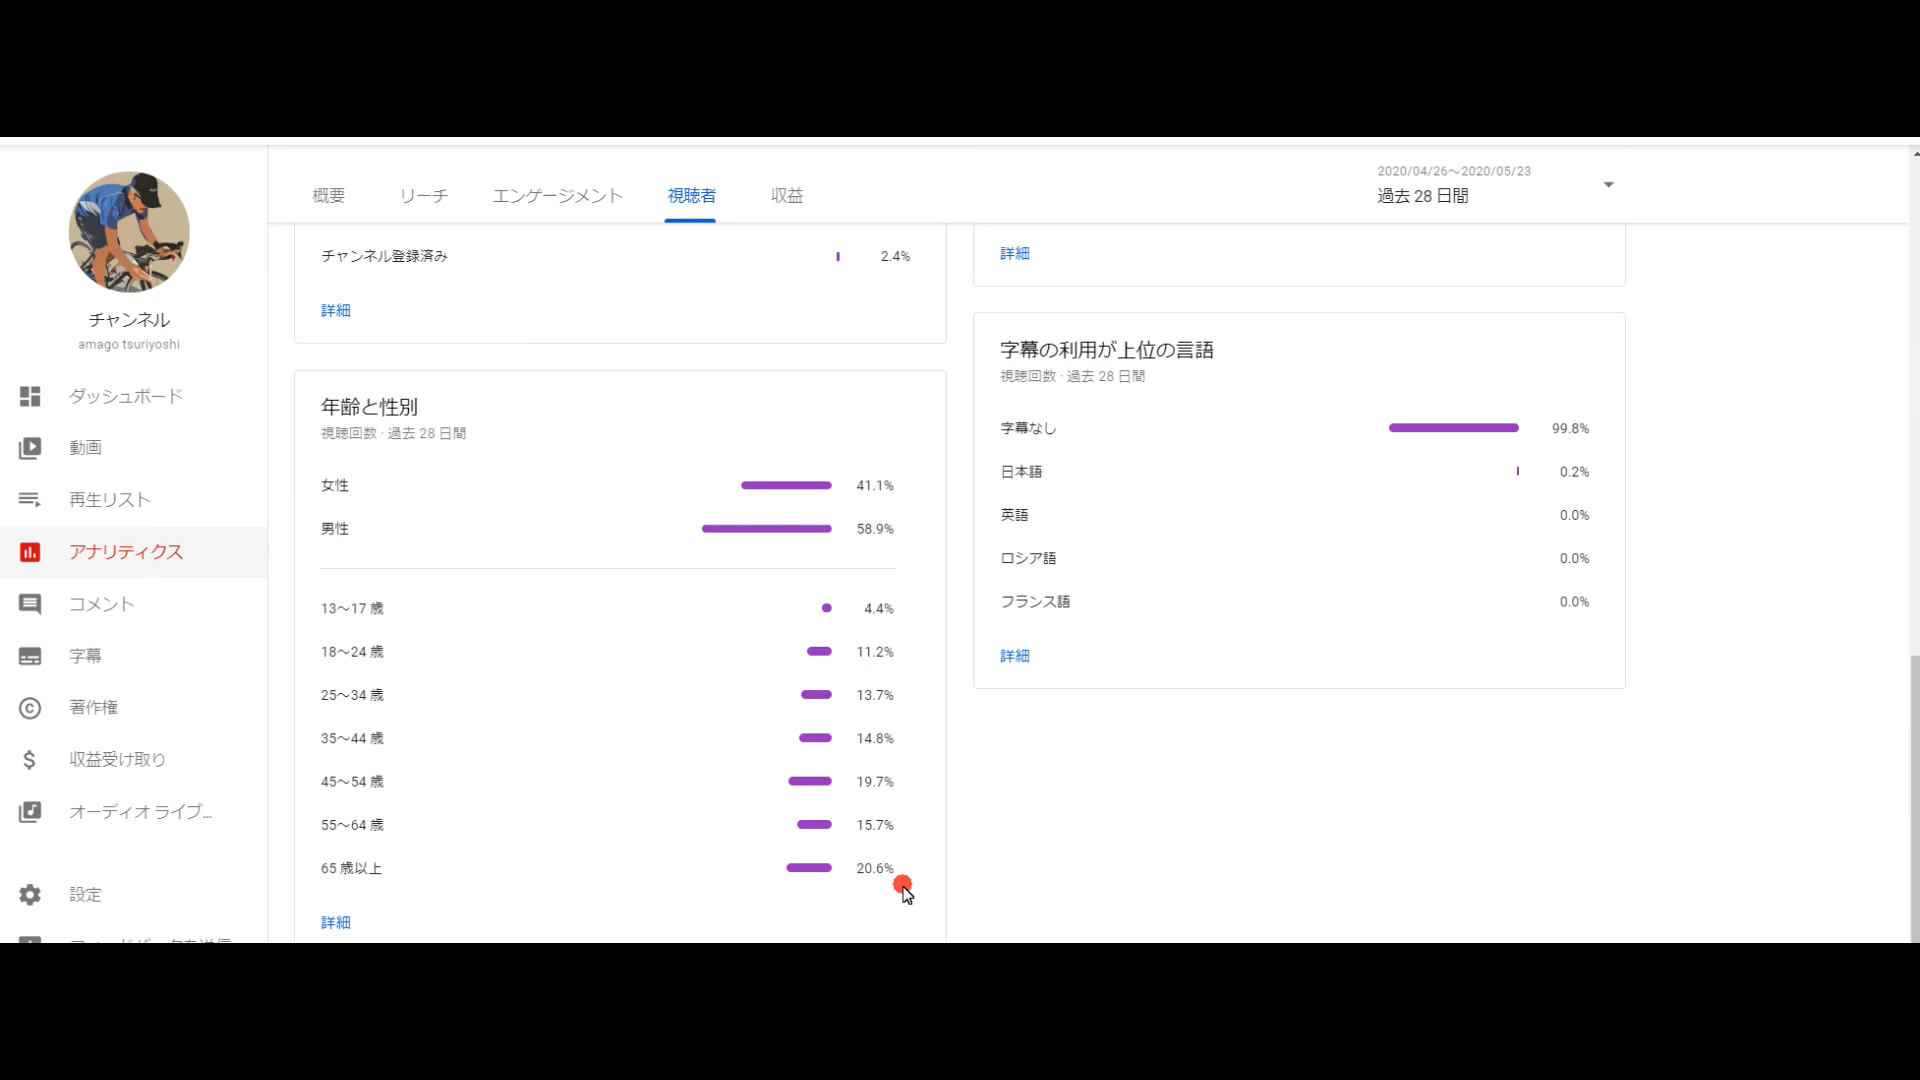 チャンネル
amago tsuriyoshi
ダッシュボード
動画
再生リスト
アナリティクス
コメント
字幕
著作権
収益受け取り
オーディオ ライブ...
設定
概要
リーチ
エンゲージメント
視聴者
収益
2020/04/26～2020/05/23
過去 28 日間
チャンネル登録済み 2.4%
詳細
年齢と性別
視聴回数 · 過去 28 日間
女性 41.1%
男性 58.9%
13～17 歳 4.4%
18～24 歳 11.2%
25～34 歳 13.7%
35～44 歳 14.8%
45～54 歳 19.7%
55～64 歳 15.7%
65 歳以上 20.6%
詳細
詳細
字幕の利用が上位の言語
視聴回数 · 過去 28 日間
字幕なし 99.8%
日本語 0.2%
英語 0.0%
ロシア語 0.0%
フランス語 0.0%
詳細